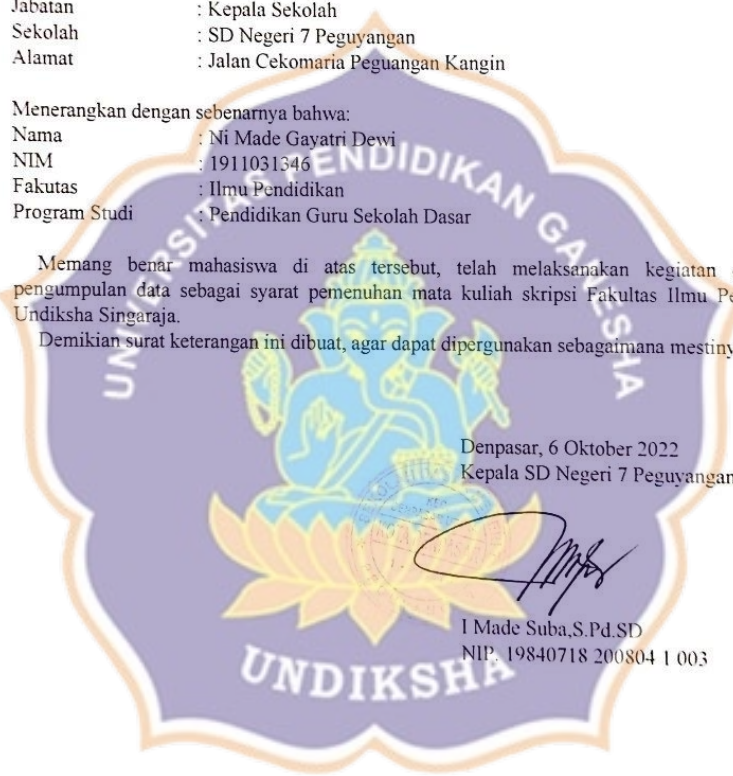 Jabatan : Kepala Sekolah
Sekolah : SD Negeri 7 Peguyangan
Alamat : Jalan Cekomaria Peguangan Kangin
Menerangkan dengan sebenarnya bahwa:
Nama : Ni Made Gayatri Dewi
NIM : 1911031346
Fakutas : Ilmu Pendidikan
Program Studi : Pendidikan Guru Sekolah Dasar
Memang benar mahasiswa di atas tersebut, telah melaksanakan kegiatan
pengumpulan data sebagai syarat pemenuhan mata kuliah skripsi Fakultas Ilmu Pe
Undiksha Singaraja.
Demikian surat keterangan ini dibuat, agar dapat dipergunakan sebagaimana mestiny
UNIVERSITAS PENDIDIKAN GANESHA
Denpasar, 6 Oktober 2022
Kepala SD Negeri 7 Peguyangan
I Made Suba,S.Pd.SD
NIP. 19840718 200804 1 003
UNDIKSHA